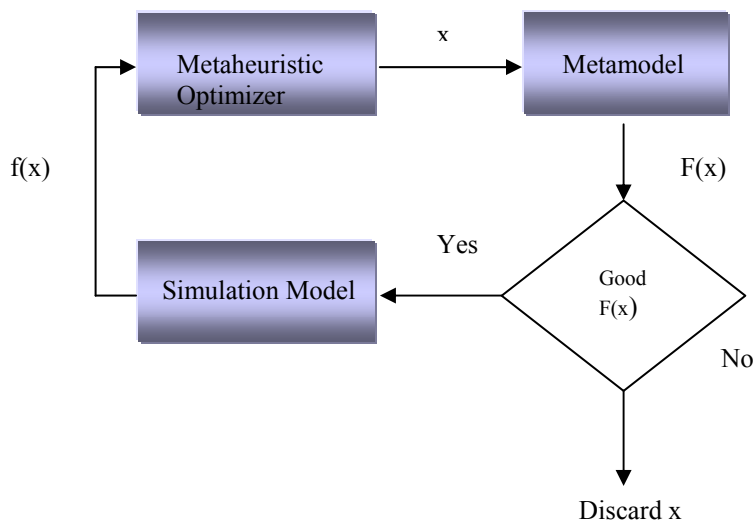 x
Metaheuristic
Optimizer
Metamodel
f(x)
F(x)
Yes
Simulation Model
Good
F(x)
No
Discard x